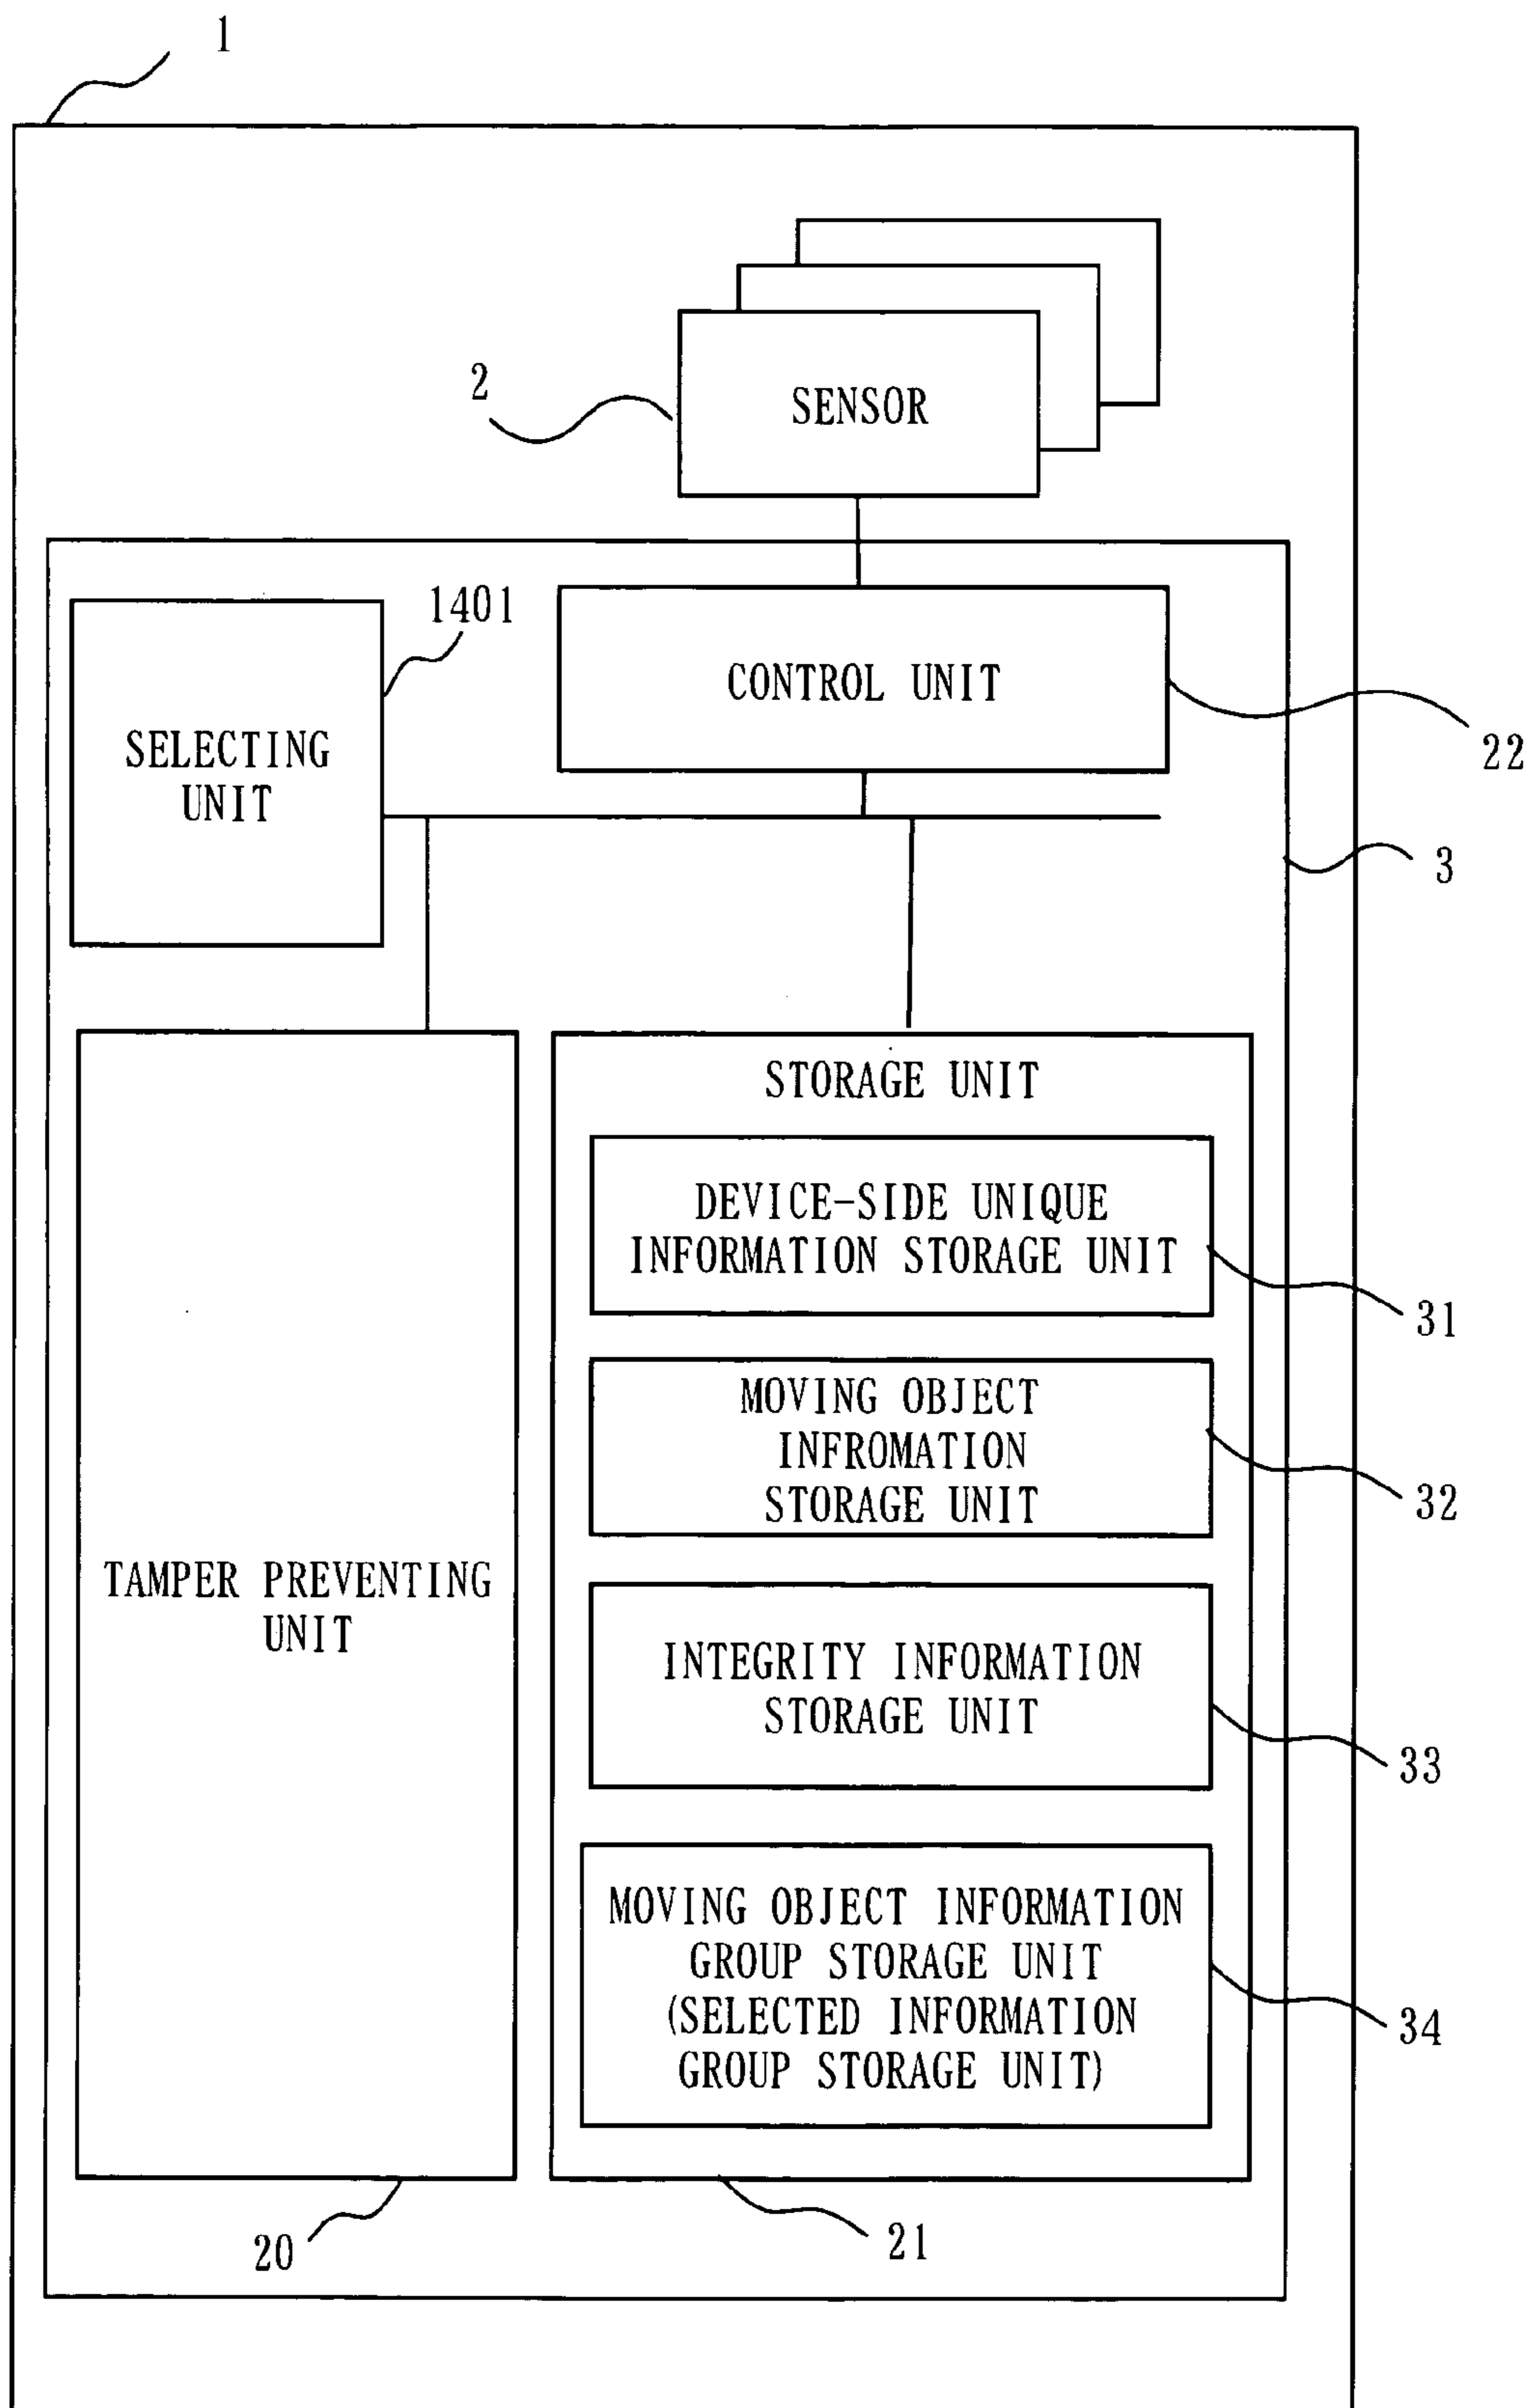 1
2
SENSOR
1401
CONTROL UNIT
SELECTING
UNIT
22
3
STORAGE UNIT
DEVICE-SIDE UNIQUE
INFORMATION STORAGE UNIT
31
MOVING OBJECT
INFROMATION
STORAGE UNIT
32
TAMPER PREVENTING
UNIT
INTEGRITY INFORMATION
STORAGE UNIT
33
MOVING OBJECT INFORMATION
GROUP STORAGE UNIT
(SELECTED INFORMATION
GROUP STORAGE UNIT)
34
20
21